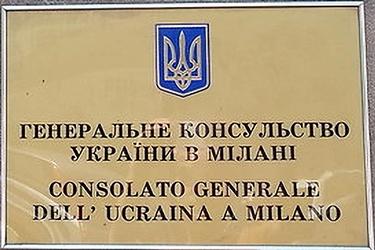 ГЕНЕРАЛЬНЕ КОНСУЛЬСТВО
УКРАЇНИ В МІЛАНІ
CONSOLATO GENERALE
DELL' UCRAINA A MILANO